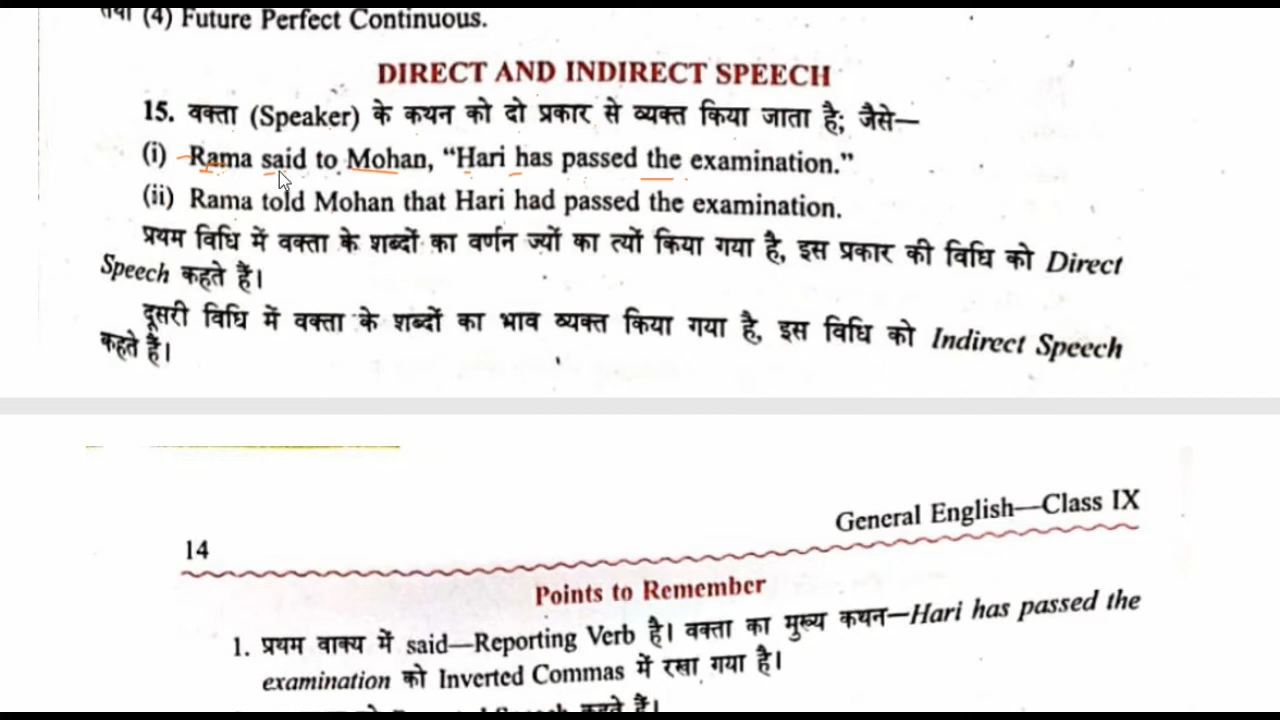 तथा (4) Future Perfect Continuous.
DIRECT AND INDIRECT SPEECH
15. वक्ता (Speaker) के कथन को दो प्रकार से व्यक्त किया जाता है; जैसे—
(i) Rama said to Mohan, “Hari has passed the examination.”
(ii) Rama told Mohan that Hari had passed the examination.
प्रथम विधि में वक्ता के शब्दों का वर्णन ज्यों का त्यों किया गया है, इस प्रकार की विधि को Direct
Speech कहते हैं।
दूसरी विधि में वक्ता के शब्दों का भाव व्यक्त किया गया है, इस विधि को Indirect Speech
कहते हैं।
General English—Class IX
14
Points to Remember
1. प्रथम वाक्य में said—Reporting Verb है। वक्ता का मुख्य कथन—Hari has passed the
examination को Inverted Commas में रखा गया है।
कहते हैं।